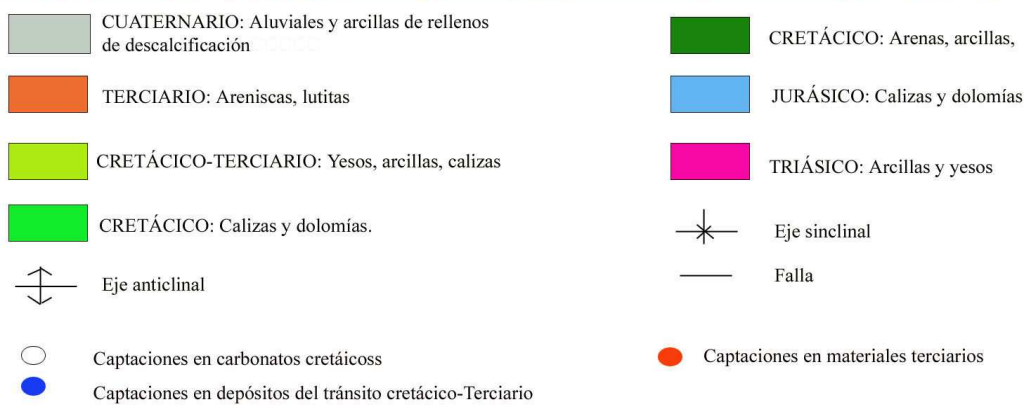 CUATERNARIO: Aluviales y arcillas de rellenos
de descalcificación
TERCIARIO: Areniscas, lutitas
CRETÁCICO-TERCIARIO: Yesos, arcillas, calizas
CRETÁCICO: Calizas y dolomías.
Eje anticlinal
Captaciones en carbonatos cretáicoss
Captaciones en depósitos del tránsito cretácico-Terciario
CRETÁCICO: Arenas, arcillas,
JURÁSICO: Calizas y dolomías
TRIÁSICO: Arcillas y yesos
Eje sinclinal
Falla
Captaciones en materiales terciarios